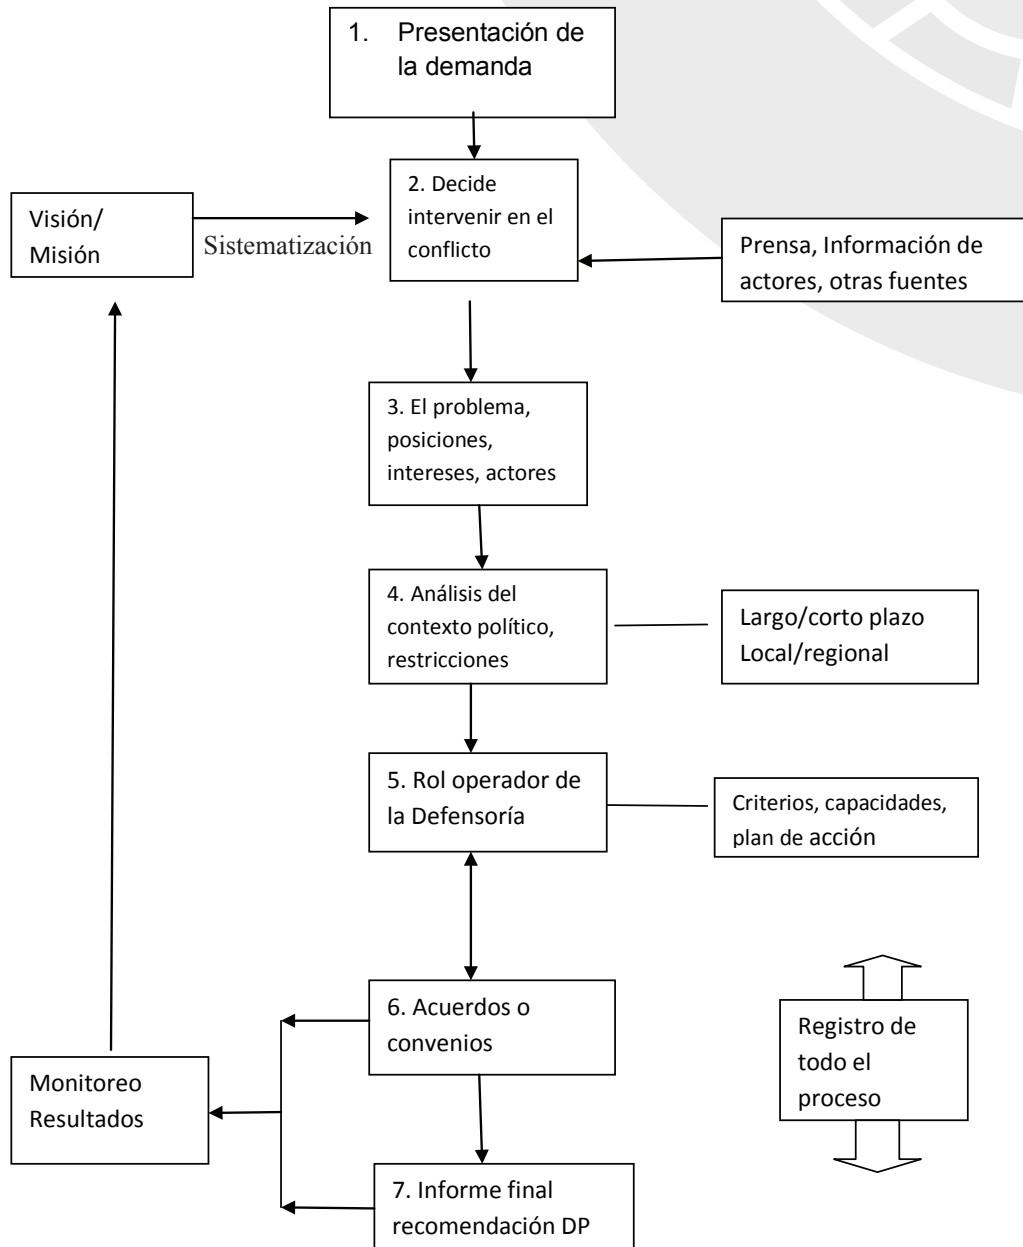 1. Presentación de
la demanda
2. Decide
intervenir en el
conflicto
Visión/
Misión
Sistematización
Prensa, Información de
actores, otras fuentes
3. El problema,
posiciones,
intereses, actores
4. Análisis del
contexto político,
restricciones
Largo/corto plazo
Local/regional
5. Rol operador de
la Defensoría
Criterios, capacidades,
plan de acción
6. Acuerdos o
convenios
Registro de
todo el
proceso
Monitoreo
Resultados
7. Informe final
recomendación DP